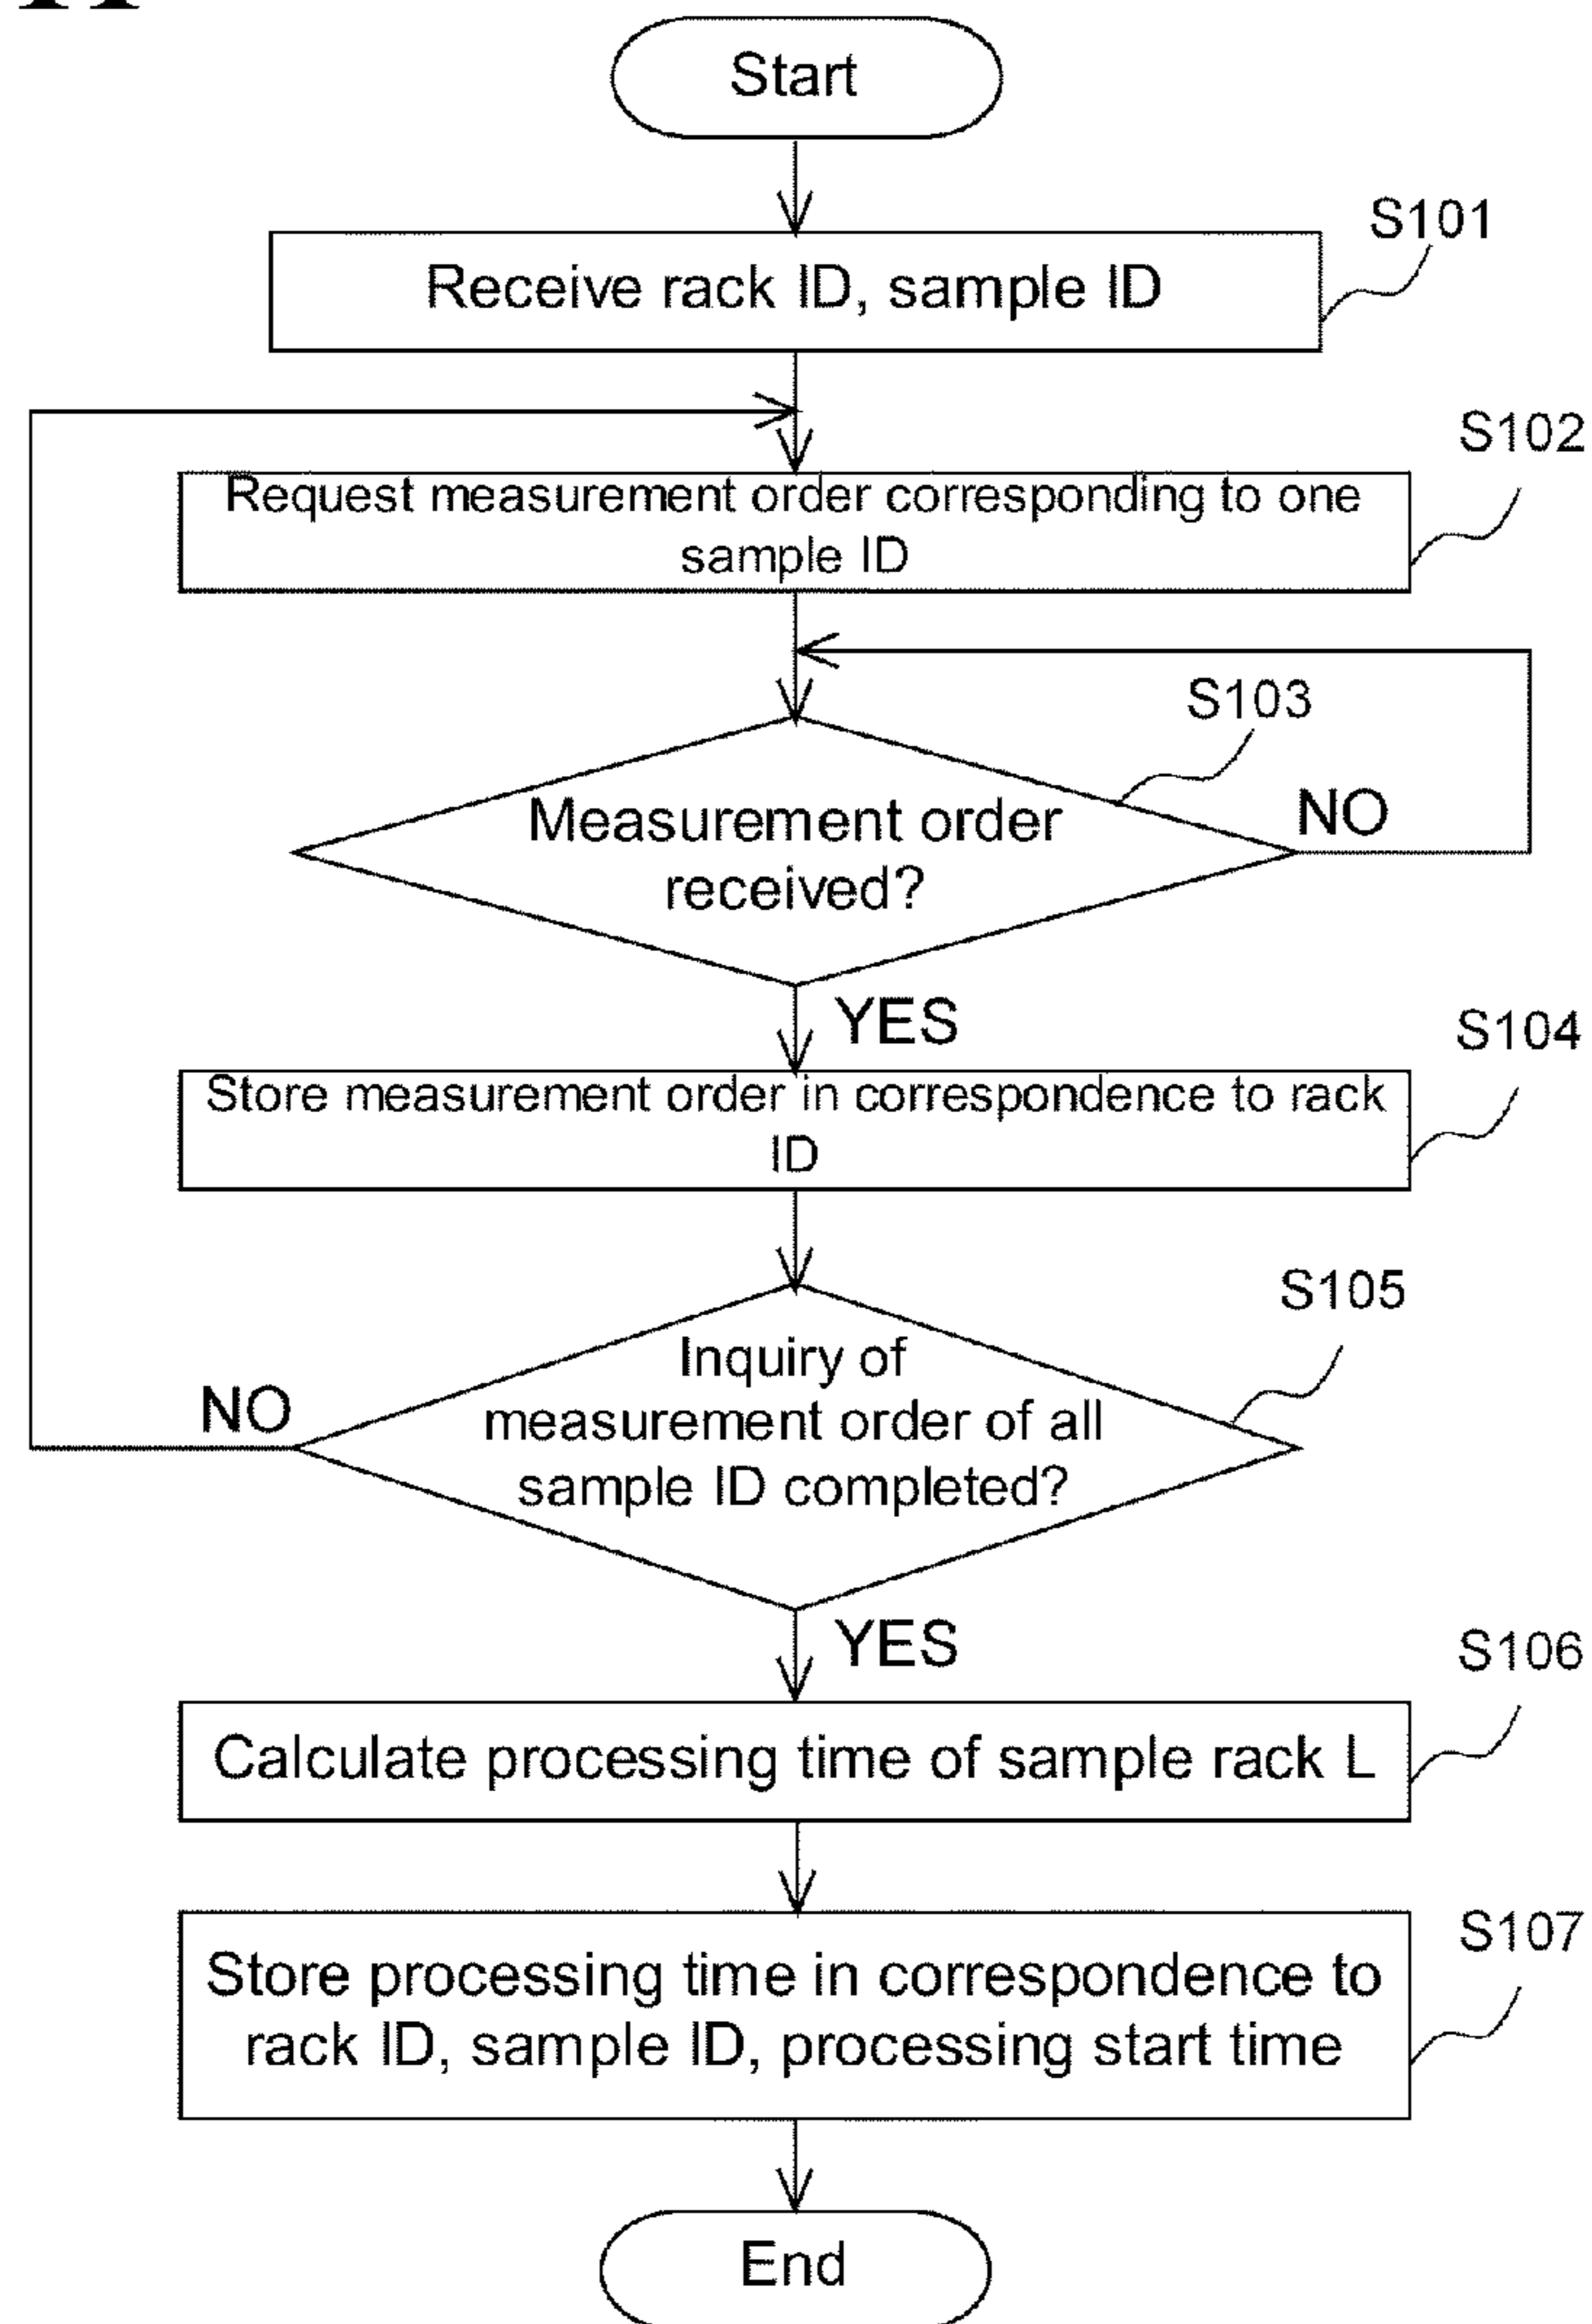 Start
S101
Receive rack ID, sample ID
S102
Request measurement order corresponding to one
sample ID
S103
Measurement order
received?
NO
YES
S104
Store measurement order in correspondence to rack
ID
S105
Inquiry of
measurement order of all
sample ID completed?
NO
YES
S106
Calculate processing time of sample rack L
S107
Store processing time in correspondence to
rack ID, sample ID, processing start time
End